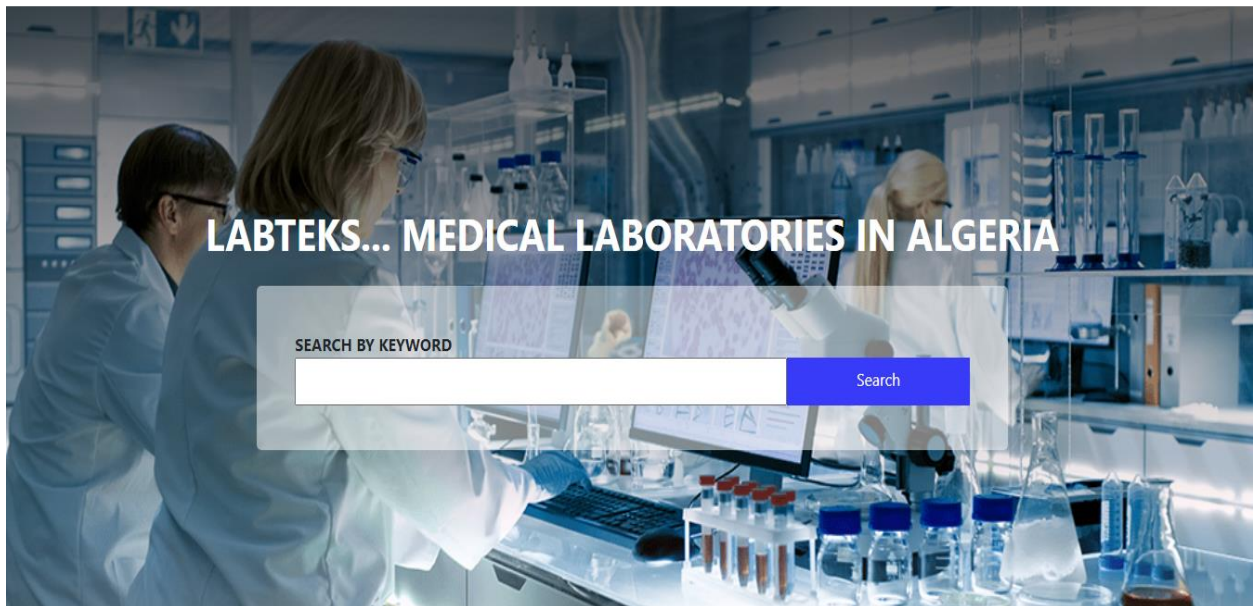 LABTEKS... MEDICAL LABORATORIES IN ALGERIA
SEARCH BY KEYWORD
Search